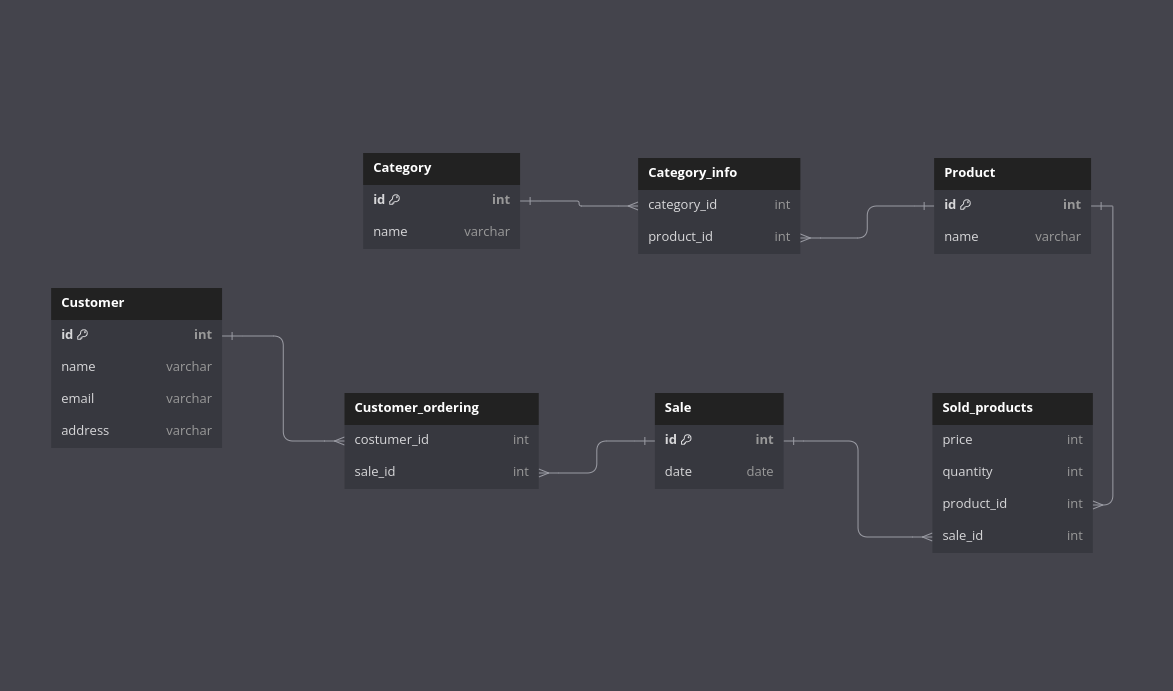 Category
id int
name varchar
Category_info
category_id int
product_id int
Product
id int
name varchar
Customer
id int
name varchar
email varchar
address varchar
Customer_ordering
costumer_id int
sale_id int
Sale
id int
date date
Sold_products
price int
quantity int
product_id int
sale_id int